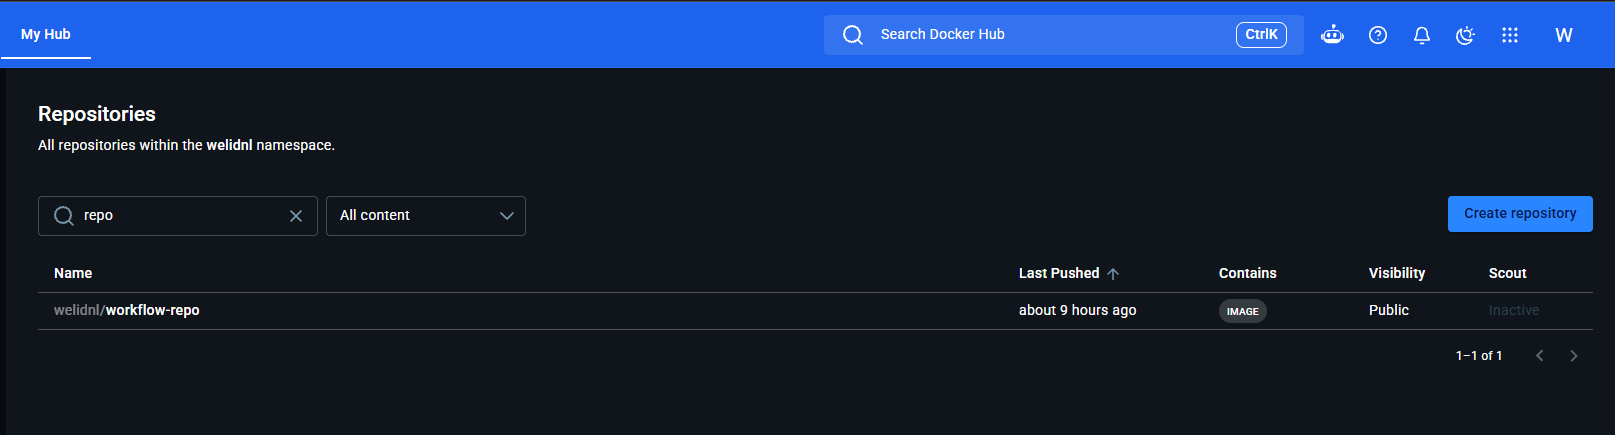 My Hub
Search Docker Hub
CtrlK
W
Repositories
All repositories within the welidnl namespace.
repo
All content
Create repository
Name Last Pushed Contains Visibility Scout
welidnl/workflow-repo about 9 hours ago IMAGE Public Inactive
1–1 of 1